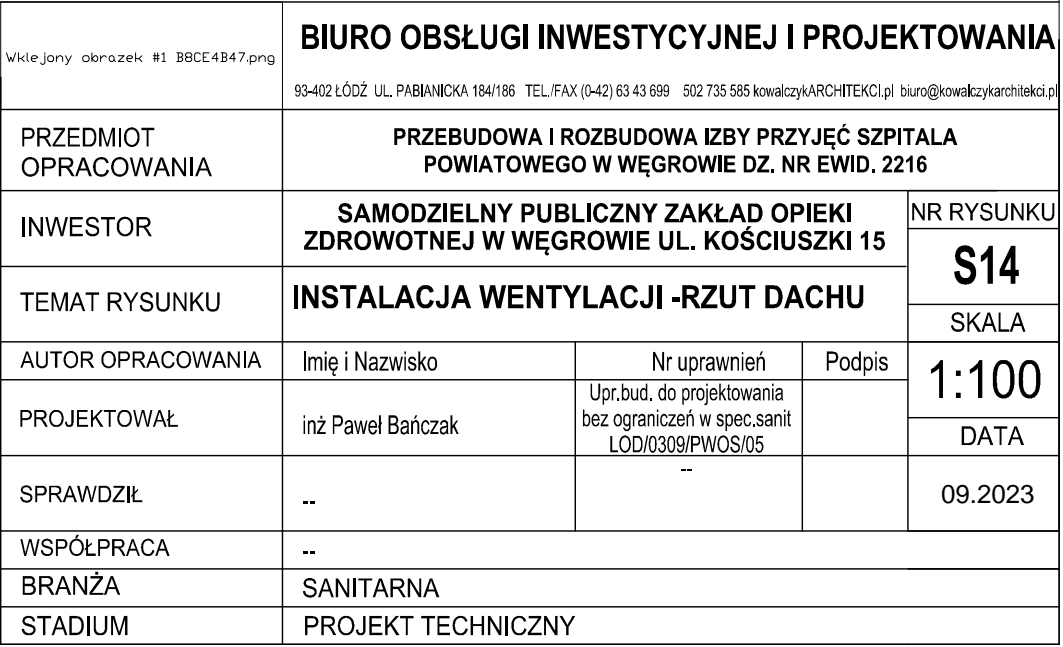 Wklejony obrazek #1 B8CE4B47.png
BIURO OBSŁUGI INWESTYCYJNEJ I PROJEKTOWANIA
93-402 ŁÓDŹ UL. PABIANICKA 184/186 TEL./FAX (0-42) 63 43 699 502 735 585 kowalczykARCHITEKCI.pl biuro@kowalczykarchitekci.pl
PRZEDMIOT
OPRACOWANIA
PRZEBUDOWA I ROZBUDOWA IZBY PRZYJĘĆ SZPITALA
POWIATOWEGO W WĘGROWIE DZ. NR EWID. 2216
INWESTOR
SAMODZIELNY PUBLICZNY ZAKŁAD OPIEKI
ZDROWOTNEJ W WĘGROWIE UL. KOŚCIUSZKI 15
NR RYSUNKU
S14
TEMAT RYSUNKU
INSTALACJA WENTYLACJI -RZUT DACHU
SKALA
1:100
AUTOR OPRACOWANIA
Imię i Nazwisko
Nr uprawnień
Podpis
PROJEKTOWAŁ
inż Paweł Bańczak
Upr.bud. do projektowania
bez ograniczeń w spec.sanit
LOD/0309/PWOS/05
DATA
09.2023
SPRAWDZIŁ
--
--
WSPÓŁPRACA
--
BRANŻA
SANITARNA
STADIUM
PROJEKT TECHNICZNY